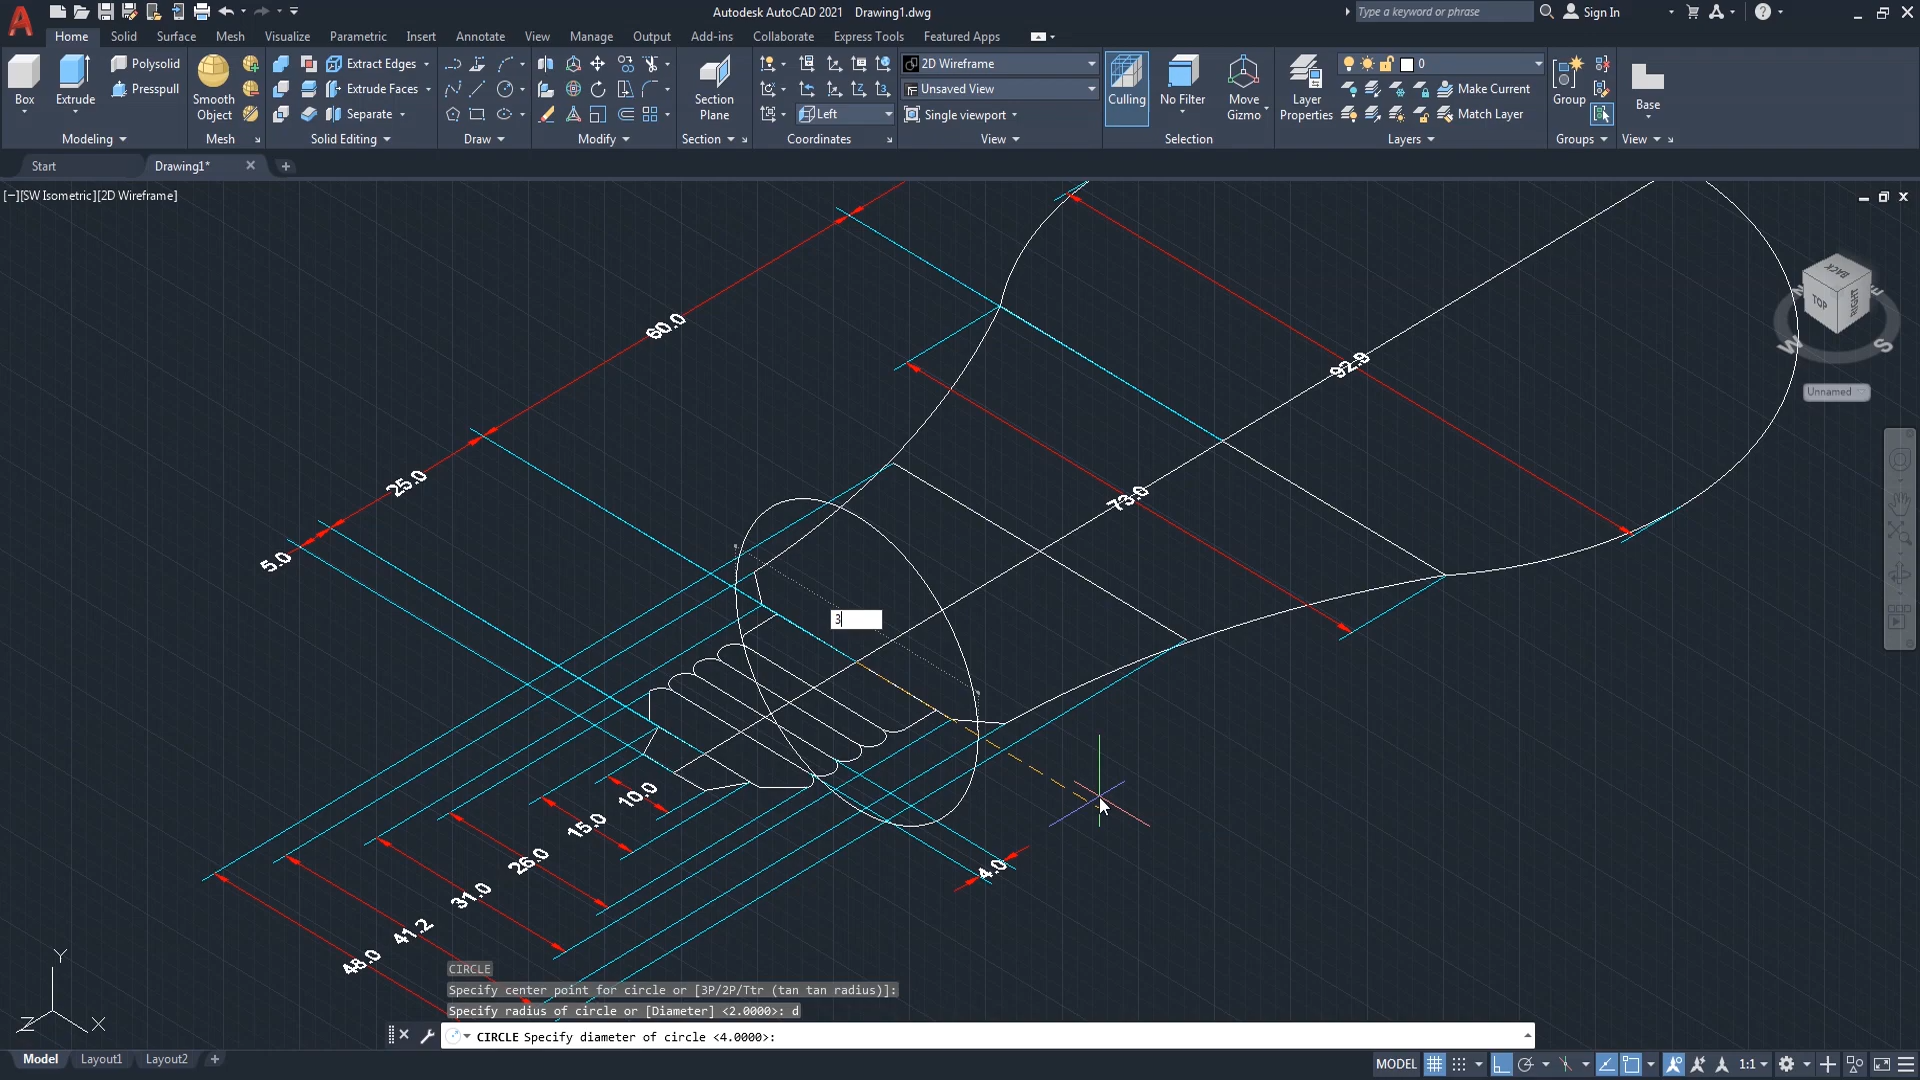 Autodesk AutoCAD 2021 Drawing1.dwg
Type a keyword or phrase
Sign In
Home Solid Surface Mesh Visualize Parametric Insert Annotate View Manage Output Add-ins Collaborate Express Tools Featured Apps
Box
Extrude
Polysolid
Presspull
Smooth Object
Extract Edges
Extrude Faces
Separate
Section Plane
Left
2D Wireframe
Unsaved View
Single viewport
Culling
No Filter
Move Gizmo
Layer Properties
0
Make Current
Match Layer
Group
Base
Modeling
Mesh
Solid Editing
Draw
Modify
Section
Coordinates
View
Selection
Layers
Groups
View
Start
Drawing1*
[−][SW Isometric][2D Wireframe]
BACK
TOP
RIGHT
W
S
Unnamed
60.0
92.9
25.0
73.0
5.0
3
10.0
15.0
26.0
4.0
31.0
41.2
48.0
Y
Z
X
CIRCLE
Specify center point for circle or [3P/2P/Ttr (tan tan radius)]:
Specify radius of circle or [Diameter] <2.0000>: d
CIRCLE Specify diameter of circle <4.0000>:
Model Layout1 Layout2
MODEL
1:1